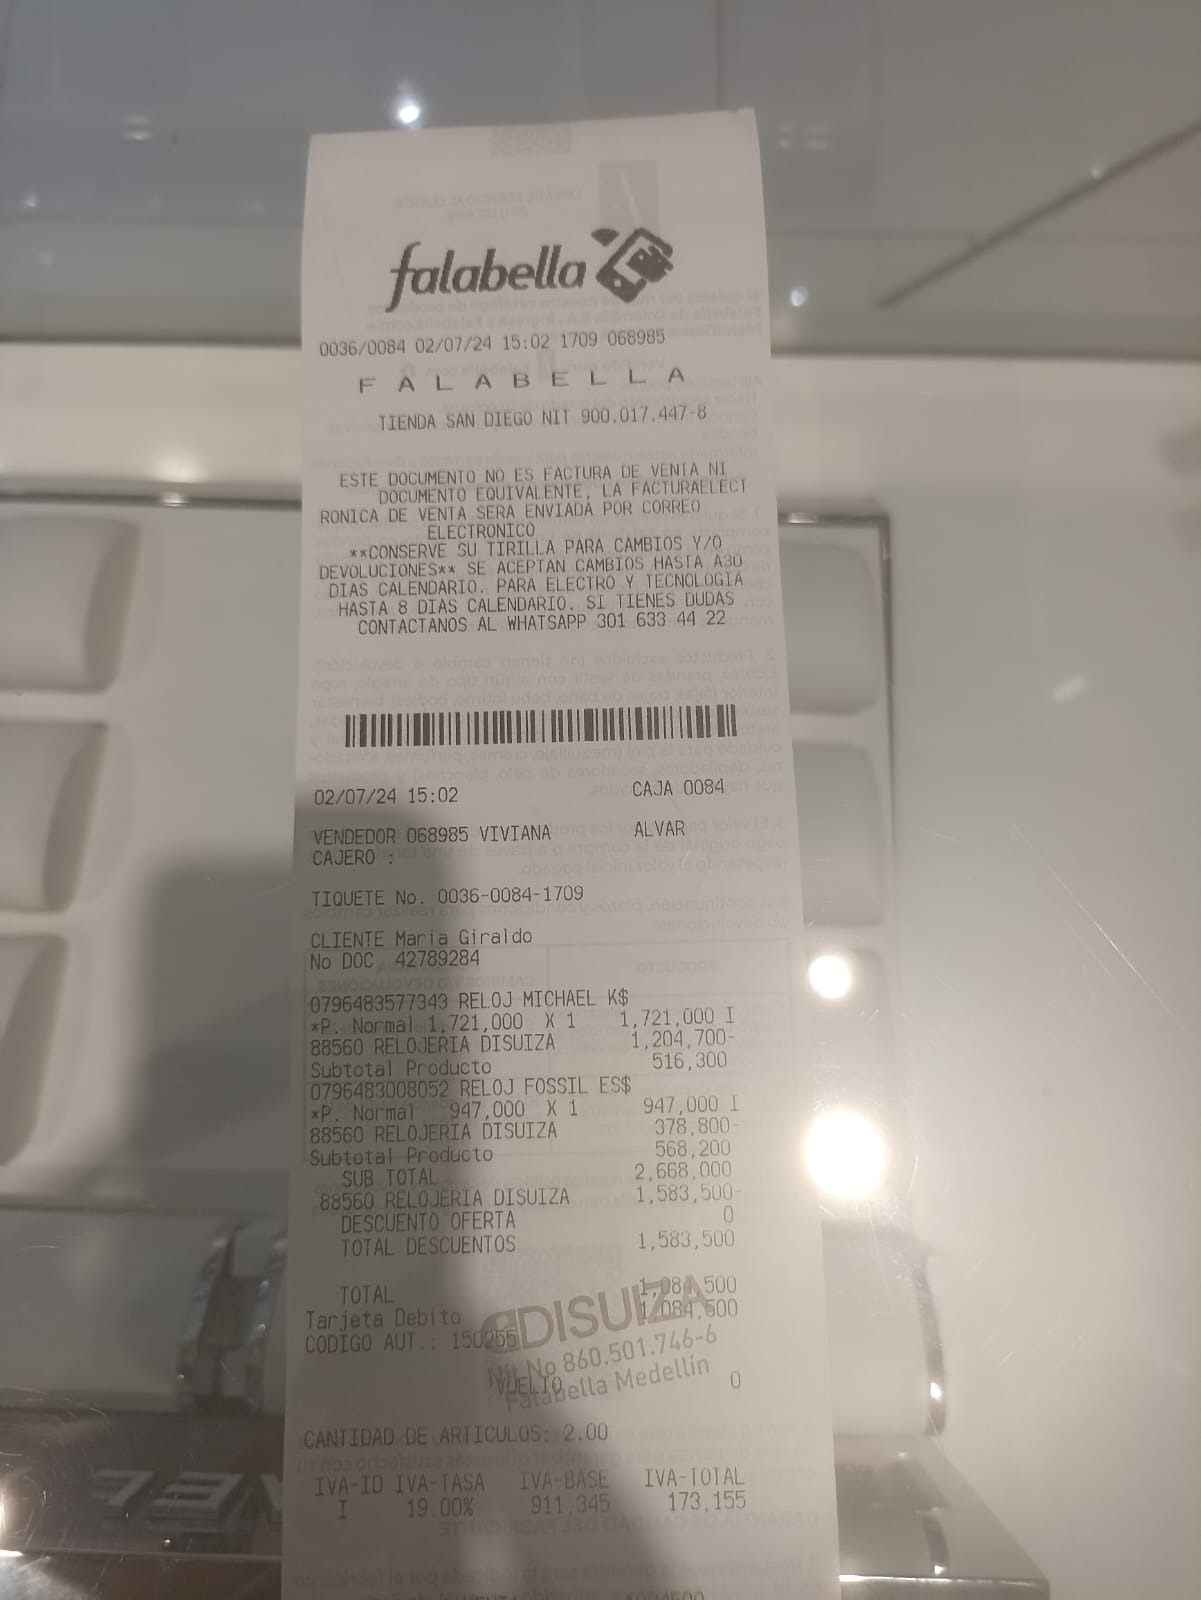 falabella
0036/0084 02/07/24 15:02 1709 068985
F A L A B E L L A
TIENDA SAN DIEGO NIT 900.017.447-8
ESTE DOCUMENTO NO ES FACTURA DE VENTA NI
DOCUMENTO EQUIVALENTE, LA FACTURAELECT
RONICA DE VENTA SERA ENVIADA POR CORREO
ELECTRONICO
**CONSERVE SU TIRILLA PARA CAMBIOS Y/O
DEVOLUCIONES** SE ACEPTAN CAMBIOS HASTA A30
DIAS CALENDARIO. PARA ELECTRO Y TECNOLOGIA
HASTA 8 DIAS CALENDARIO. SI TIENES DUDAS
CONTACTANOS AL WHATSAPP 301 633 44 22
02/07/24 15:02 CAJA 0084
VENDEDOR 068985 VIVIANA ALVAR
CAJERO :
TIQUETE No. 0036-0084-1709
CLIENTE Maria Giraldo
No DOC 42789284
0796483577343 RELOJ MICHAEL K$
*P. Normal 1,721,000 X 1 1,721,000 I
88560 RELOJERIA DISUIZA 1,204,700-
Subtotal Producto 516,300
0796483008052 RELOJ FOSSIL ES$
*P. Normal 947,000 X 1 947,000 I
88560 RELOJERIA DISUIZA 378,800-
Subtotal Producto 568,200
SUB TOTAL 2,668,000
88560 RELOJERIA DISUIZA 1,583,500-
DESCUENTO OFERTA 0
TOTAL DESCUENTOS 1,583,500
TOTAL 1,084,500
Tarjeta Debito 1,084,500
CODIGO AUT.: 150255
DISUIZA
Nit No 860.501.746-6
VUELTO 0
Falabella Medellín
CANTIDAD DE ARTICULOS: 2.00
IVA-ID IVA-TASA IVA-BASE IVA-TOTAL
I 19.00% 911,345 173,155